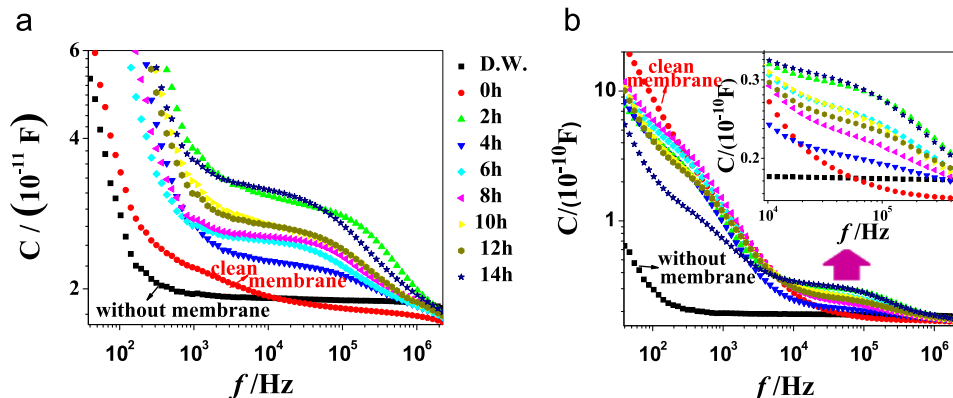 a
6
4
2
C / (10⁻¹¹ F)
clean
membrane
without membrane
10² 10³ 10⁴ 10⁵ 10⁶
f /Hz
D.W.
0h
2h
4h
6h
8h
10h
12h
14h
b
10
1
C/(10⁻¹⁰F)
clean
membrane
without
membrane
10² 10³ 10⁴ 10⁵ 10⁶
f /Hz
0.3
0.2
C/(10⁻¹⁰F)
10⁴ 10⁵
f /Hz